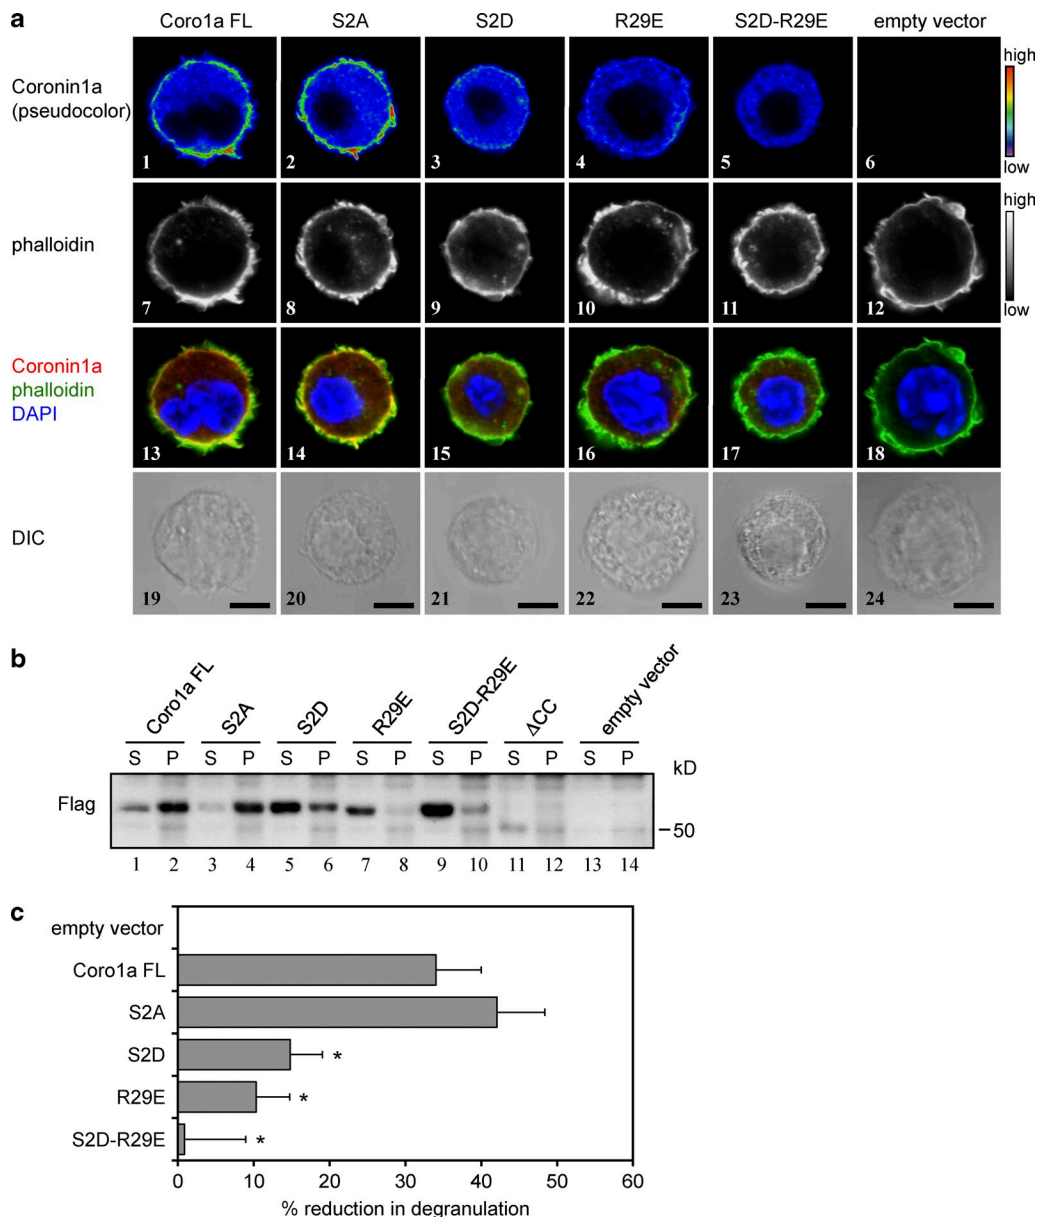 a
Coro1a FL S2A S2D R29E S2D-R29E empty vector
Coronin1a
(pseudocolor)
1 2 3 4 5 6
high
low
phalloidin
7 8 9 10 11 12
high
low
Coronin1a
phalloidin
DAPI
13 14 15 16 17 18
DIC
19 20 21 22 23 24
b
Coro1a FL S2A S2D R29E S2D-R29E ΔCC empty vector
S P S P S P S P S P S P S P
kD
Flag
50
1 2 3 4 5 6 7 8 9 10 11 12 13 14
c
empty vector
Coro1a FL
S2A
S2D *
R29E *
S2D-R29E *
0 10 20 30 40 50 60
% reduction in degranulation